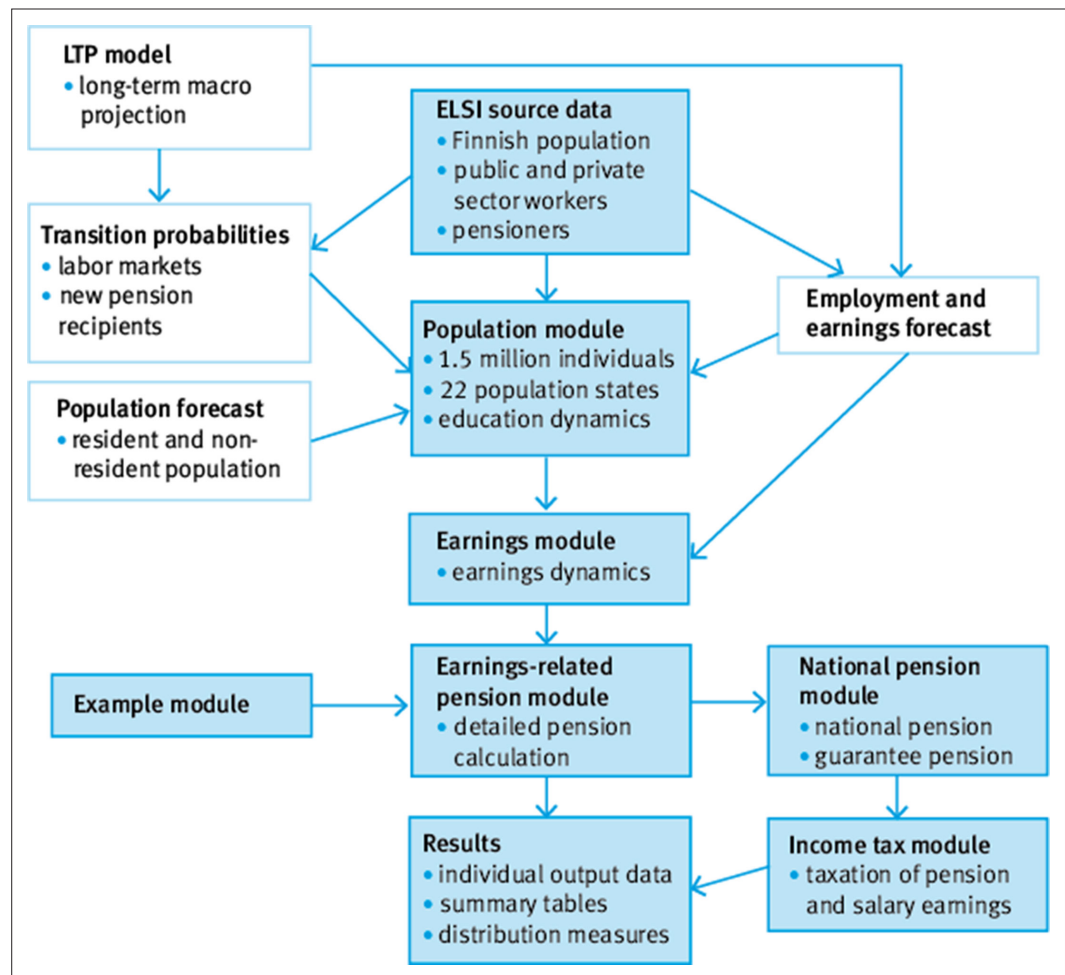 LTP model
• long-term macro
projection
ELSI source data
• Finnish population
• public and private
sector workers
• pensioners
Transition probabilities
• labor markets
• new pension
recipients
Employment and
earnings forecast
Population module
• 1.5 million individuals
• 22 population states
• education dynamics
Population forecast
• resident and non-
resident population
Earnings module
• earnings dynamics
Example module
Earnings-related
pension module
• detailed pension
calculation
National pension
module
• national pension
• guarantee pension
Results
• individual output data
• summary tables
• distribution measures
Income tax module
• taxation of pension
and salary earnings